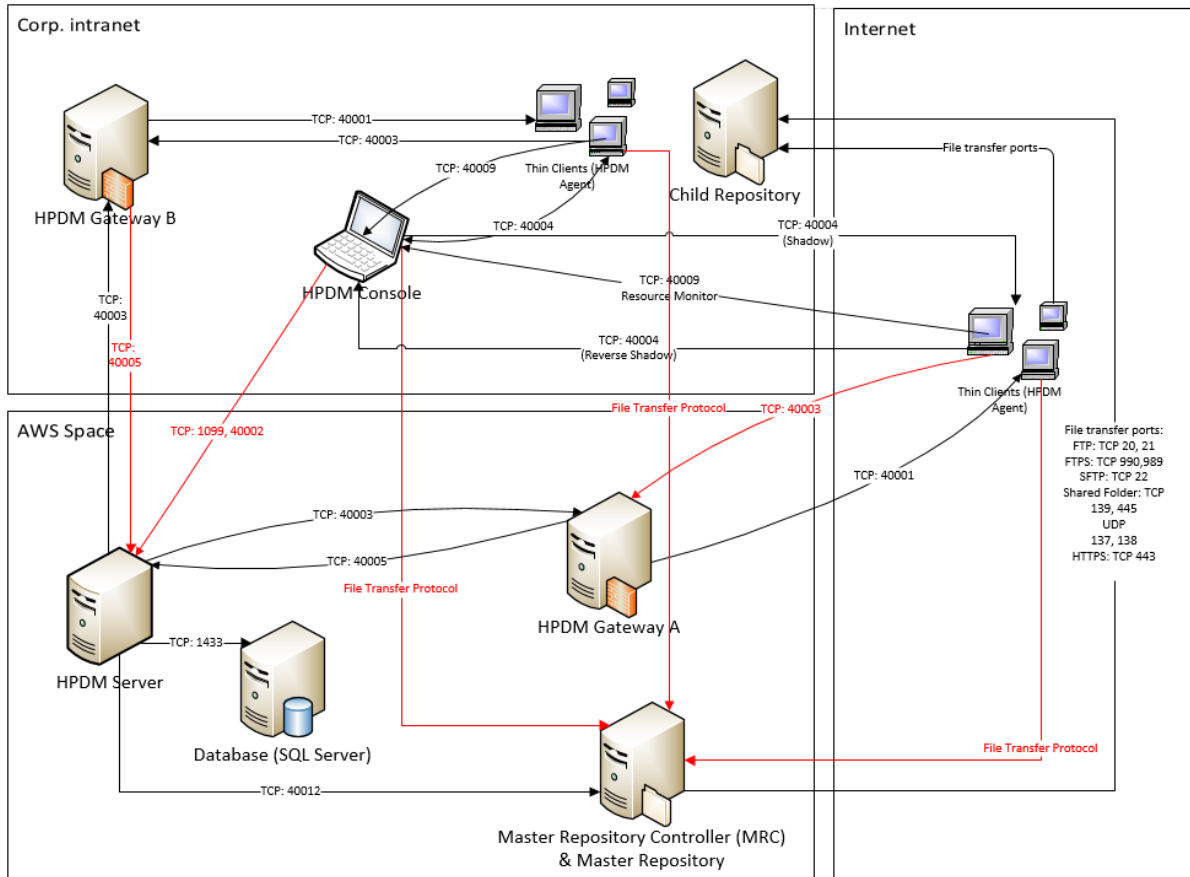 Corp. intranet
Internet
TCP: 40001
TCP: 40003
TCP: 40009
Thin Clients (HPDM
Agent)
File transfer ports
Child Repository
HPDM Gateway B
TCP: 40004
TCP: 40004
(Shadow)
HPDM Console
TCP: 40009
Resource Monitor
TCP:
40003
TCP:
40005
TCP: 40004
(Reverse Shadow)
Thin Clients (HPDM
Agent)
File Transfer Protocol
TCP: 40003
AWS Space
TCP: 1099, 40002
File transfer ports:
FTP: TCP 20, 21
FTPS: TCP 990,989
SFTP: TCP 22
Shared Folder: TCP
139, 445
UDP
137, 138
HTTPS: TCP 443
TCP: 40001
TCP: 40003
TCP: 40005
File Transfer Protocol
HPDM Gateway A
TCP: 1433
HPDM Server
Database (SQL Server)
File Transfer Protocol
TCP: 40012
Master Repository Controller (MRC)
& Master Repository